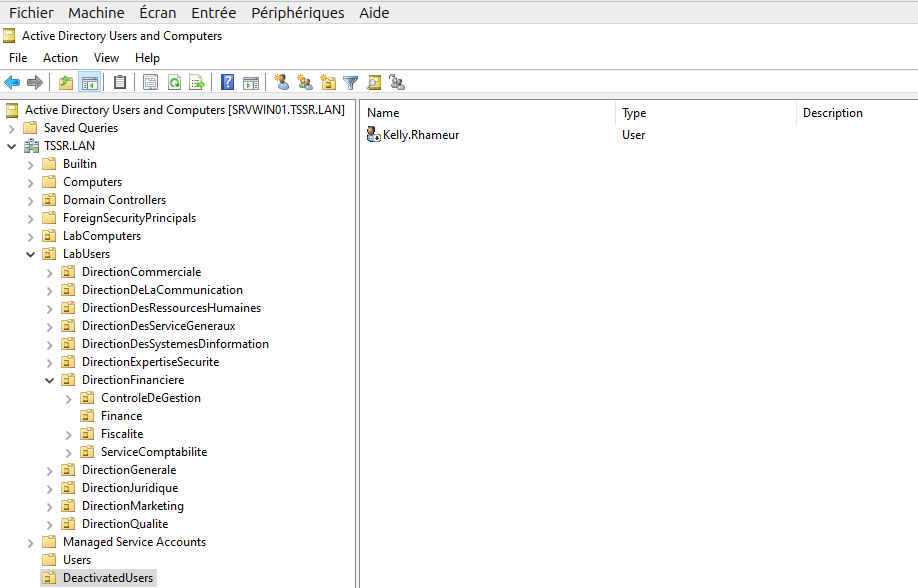 Fichier Machine Écran Entrée Périphériques Aide
Active Directory Users and Computers
File Action View Help
Active Directory Users and Computers [SRVWIN01.TSSR.LAN]
Saved Queries
TSSR.LAN
Builtin
Computers
Domain Controllers
ForeignSecurityPrincipals
LabComputers
LabUsers
DirectionCommerciale
DirectionDeLaCommunication
DirectionDesRessourcesHumaines
DirectionDesServiceGeneraux
DirectionDesSystemesDinformation
DirectionExpertiseSecurite
DirectionFinanciere
ControleDeGestion
Finance
Fiscalite
ServiceComptabilite
DirectionGenerale
DirectionJuridique
DirectionMarketing
DirectionQualite
Managed Service Accounts
Users
DeactivatedUsers
Name Type Description
Kelly.Rhameur User